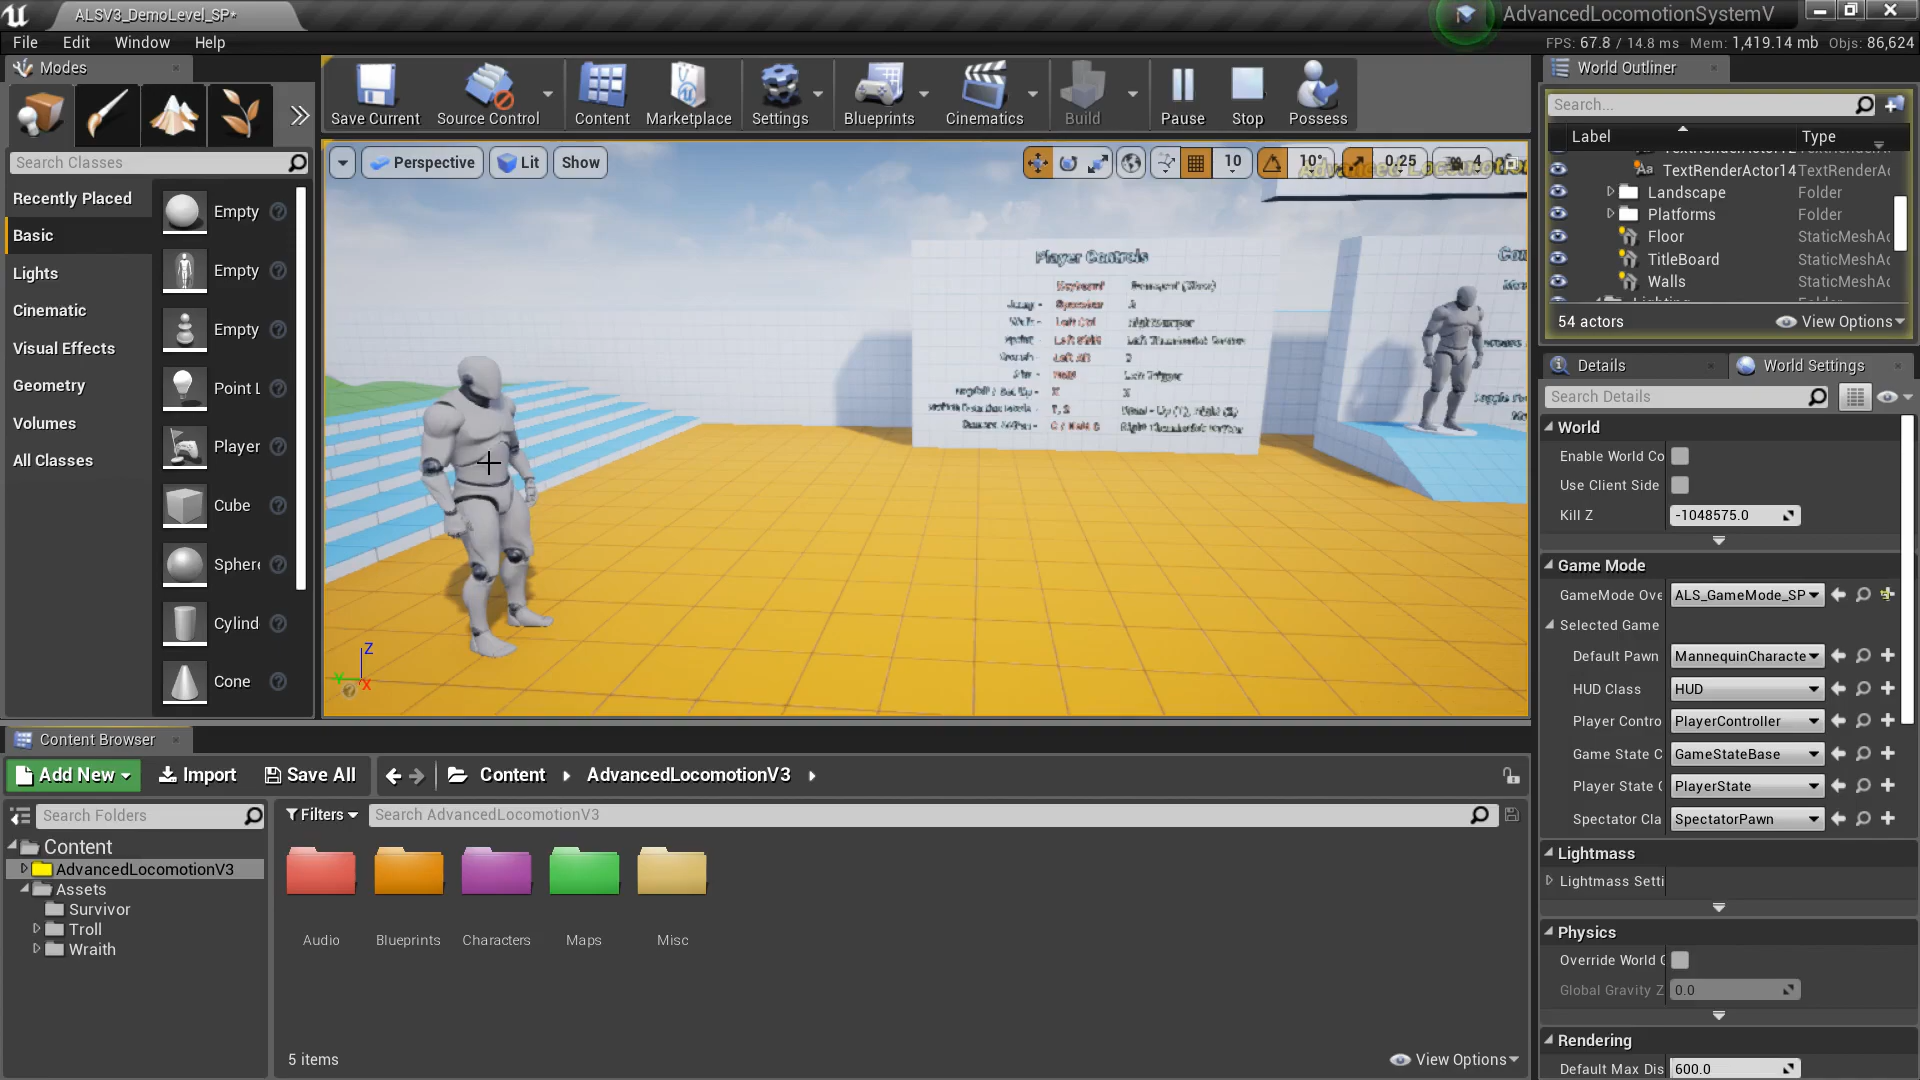 ALSV3_DemoLevel_SP*
AdvancedLocomotionSystemV
File Edit Window Help
FPS: 67.8 / 14.8 ms Mem: 1,419.14 mb Objs: 86,624
Modes
Save Current
Source Control
Content
Marketplace
Settings
Blueprints
Cinematics
Build
Pause
Stop
Possess
World Outliner
Search...
Label Type
TextRenderActor14 TextRenderAc
Landscape Folder
Platforms Folder
Floor StaticMeshAc
TitleBoard StaticMeshAc
Walls StaticMeshAc
54 actors
View Options
Search Classes
Recently Placed
Basic
Lights
Cinematic
Visual Effects
Geometry
Volumes
All Classes
Empty
Empty
Empty
Point L
Player
Cube
Sphere
Cylind
Cone
Perspective
Lit
Show
10
10°
0.25
4
Advanced Locomotion
Player Controls
Z
Y
X
Details
World Settings
Search Details
World
Enable World Co
Use Client Side
Kill Z -1048575.0
Game Mode
GameMode Ove ALS_GameMode_SP
Selected Game
Default Pawn MannequinCharacte
HUD Class HUD
Player Contro PlayerController
Game State C GameStateBase
Player State C PlayerState
Spectator Cla SpectatorPawn
Lightmass
Lightmass Setti
Physics
Override World G
Global Gravity Z 0.0
Rendering
Default Max Dis 600.0
Content Browser
Add New
Import
Save All
Content
AdvancedLocomotionV3
Search Folders
Filters
Search AdvancedLocomotionV3
Content
AdvancedLocomotionV3
Assets
Survivor
Troll
Wraith
Audio
Blueprints
Characters
Maps
Misc
5 items
View Options